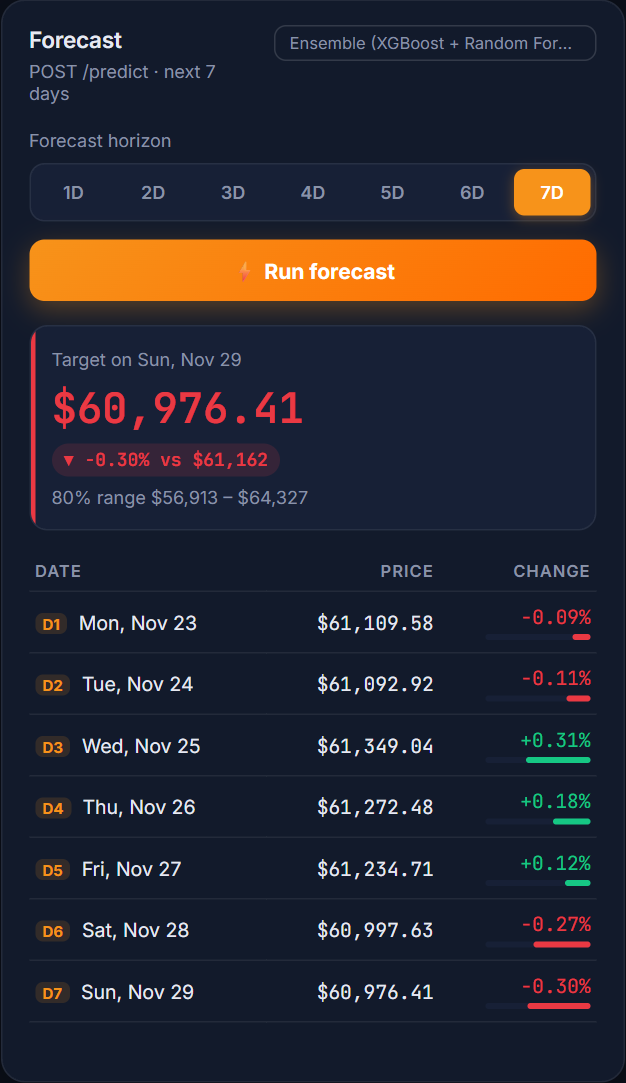 Forecast
Ensemble (XGBoost + Random For...
POST /predict · next 7
days
Forecast horizon
1D 2D 3D 4D 5D 6D 7D
Run forecast
Target on Sun, Nov 29
$60,976.41
▼ -0.30% vs $61,162
80% range $56,913 – $64,327
DATE PRICE CHANGE
D1 Mon, Nov 23 $61,109.58 -0.09%
D2 Tue, Nov 24 $61,092.92 -0.11%
D3 Wed, Nov 25 $61,349.04 +0.31%
D4 Thu, Nov 26 $61,272.48 +0.18%
D5 Fri, Nov 27 $61,234.71 +0.12%
D6 Sat, Nov 28 $60,997.63 -0.27%
D7 Sun, Nov 29 $60,976.41 -0.30%